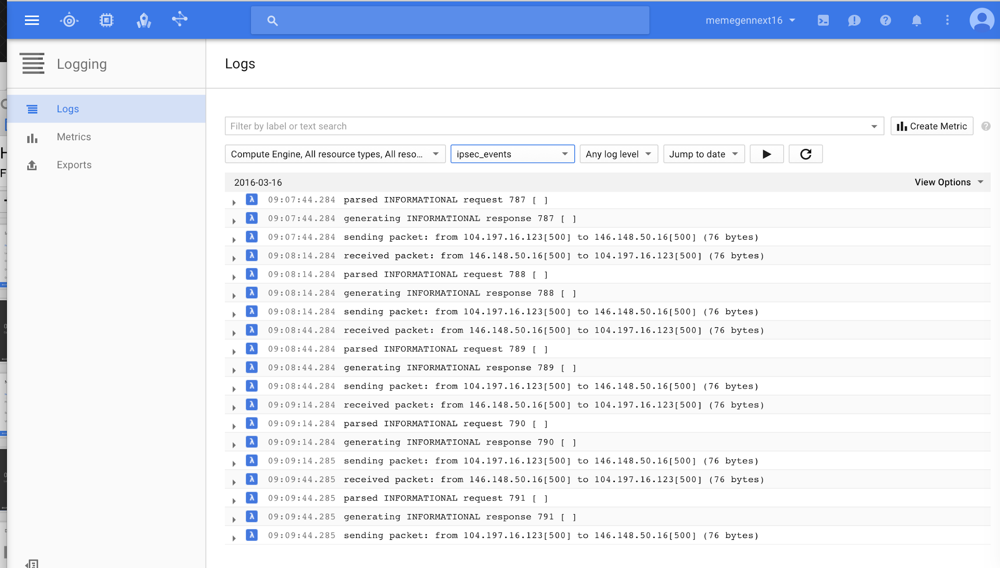 memegennext16
Logging
Logs
Logs
Metrics
Exports
Filter by label or text search
Create Metric
Compute Engine, All resource types, All reso...
ipsec_events
Any log level
Jump to date
2016-03-16
View Options
09:07:44.284 parsed INFORMATIONAL request 787 [ ]
09:07:44.284 generating INFORMATIONAL response 787 [ ]
09:07:44.284 sending packet: from 104.197.16.123[500] to 146.148.50.16[500] (76 bytes)
09:08:14.284 received packet: from 146.148.50.16[500] to 104.197.16.123[500] (76 bytes)
09:08:14.284 parsed INFORMATIONAL request 788 [ ]
09:08:14.284 generating INFORMATIONAL response 788 [ ]
09:08:14.284 sending packet: from 104.197.16.123[500] to 146.148.50.16[500] (76 bytes)
09:08:44.284 received packet: from 146.148.50.16[500] to 104.197.16.123[500] (76 bytes)
09:08:44.284 parsed INFORMATIONAL request 789 [ ]
09:08:44.284 generating INFORMATIONAL response 789 [ ]
09:08:44.284 sending packet: from 104.197.16.123[500] to 146.148.50.16[500] (76 bytes)
09:09:14.284 received packet: from 146.148.50.16[500] to 104.197.16.123[500] (76 bytes)
09:09:14.284 parsed INFORMATIONAL request 790 [ ]
09:09:14.284 generating INFORMATIONAL response 790 [ ]
09:09:14.285 sending packet: from 104.197.16.123[500] to 146.148.50.16[500] (76 bytes)
09:09:44.285 received packet: from 146.148.50.16[500] to 104.197.16.123[500] (76 bytes)
09:09:44.285 parsed INFORMATIONAL request 791 [ ]
09:09:44.285 generating INFORMATIONAL response 791 [ ]
09:09:44.285 sending packet: from 104.197.16.123[500] to 146.148.50.16[500] (76 bytes)